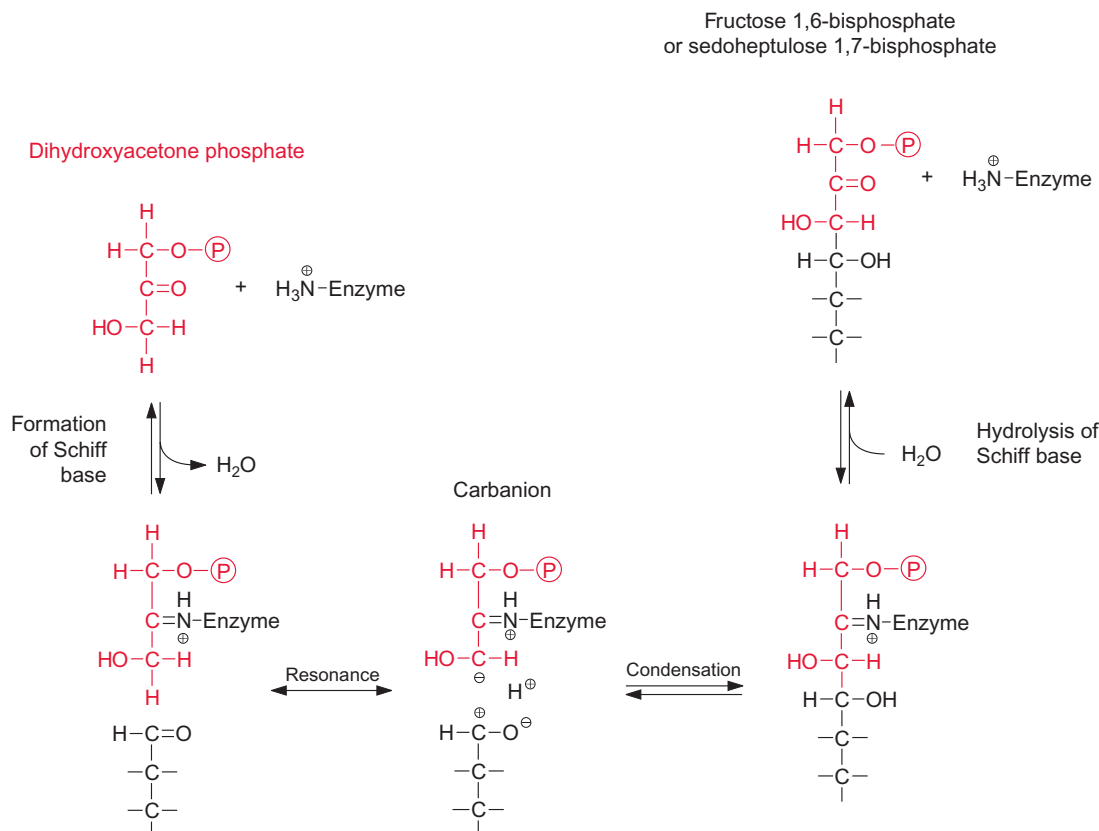 Fructose 1,6-bisphosphate
or sedoheptulose 1,7-bisphosphate
Dihydroxyacetone phosphate
H
H–C–O–Ⓟ
C=O
HO–C–H
H
+
H₃N⊕–Enzyme
H
H–C–O–Ⓟ
C=O
HO–C–H
H–C–OH
–C–
–C–
+
H₃N⊕–Enzyme
Formation
of Schiff
base
H₂O
Carbanion
H₂O
Hydrolysis of
Schiff base
H
H–C–O–Ⓟ
H
C=N–Enzyme
⊕
HO–C–H
H
H–C=O
–C–
–C–
Resonance
H
H–C–O–Ⓟ
H
C=N–Enzyme
⊕
HO–C–H
⊖
H⊕
⊕
H–C–O⊖
–C–
–C–
Condensation
H
H–C–O–Ⓟ
H
C=N–Enzyme
⊕
HO–C–H
H–C–OH
–C–
–C–